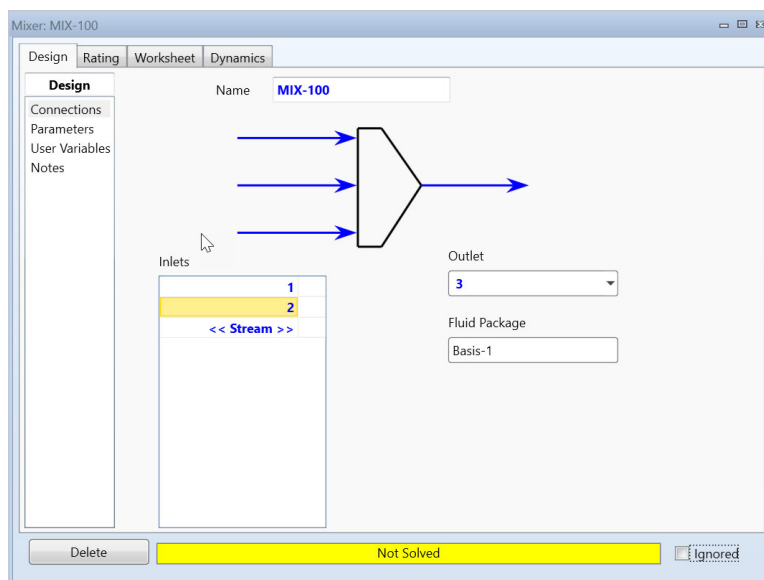 Mixer: MIX-100
Design Rating Worksheet Dynamics
Design
Connections
Parameters
User Variables
Notes
Name MIX-100
Inlets
1
2
<< Stream >>
Outlet
3
Fluid Package
Basis-1
Delete Not Solved Ignored